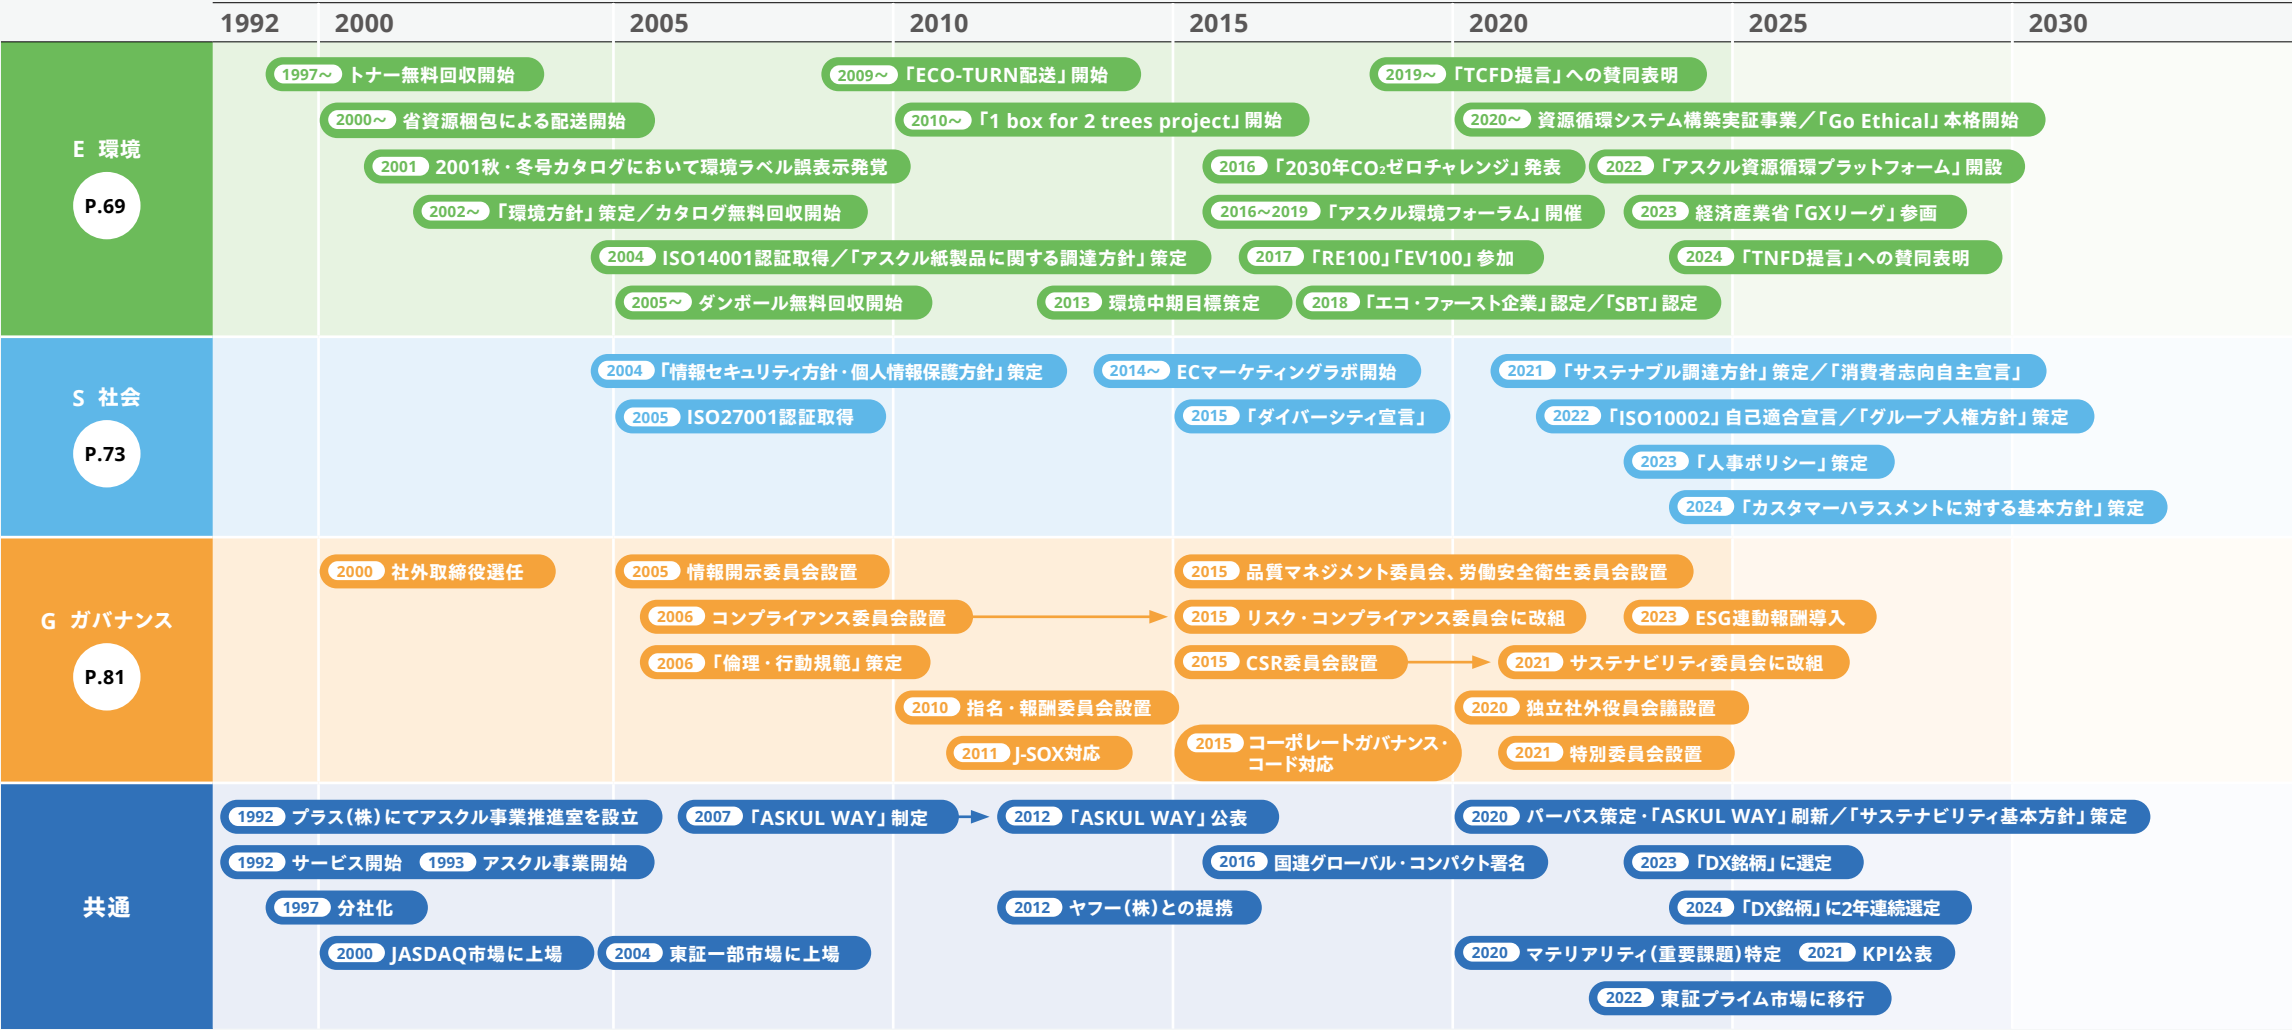 1992 2000 2005 2010 2015 2020 2025 2030
E 環境
P.69
1997～ トナー無料回収開始
2009～ 「ECO-TURN配送」開始
2019～ 「TCFD提言」への賛同表明
2000～ 省資源梱包による配送開始
2010～ 「1 box for 2 trees project」開始
2020～ 資源循環システム構築実証事業／「Go Ethical」本格開始
2001 2001秋・冬号カタログにおいて環境ラベル誤表示発覚
2016 「2030年CO₂ゼロチャレンジ」発表
2022 「アスクル資源循環プラットフォーム」開設
2002～ 「環境方針」策定／カタログ無料回収開始
2016～2019 「アスクル環境フォーラム」開催
2023 経済産業省「GXリーグ」参画
2004 ISO14001認証取得／「アスクル紙製品に関する調達方針」策定
2017 「RE100」「EV100」参加
2024 「TNFD提言」への賛同表明
2005～ ダンボール無料回収開始
2013 環境中期目標策定
2018 「エコ・ファースト企業」認定／「SBT」認定
S 社会
P.73
2004 「情報セキュリティ方針・個人情報保護方針」策定
2014～ ECマーケティングラボ開始
2021 「サステナブル調達方針」策定／「消費者志向自主宣言」
2005 ISO27001認証取得
2015 「ダイバーシティ宣言」
2022 「ISO10002」自己適合宣言／「グループ人権方針」策定
2023 「人事ポリシー」策定
2024 「カスタマーハラスメントに対する基本方針」策定
G ガバナンス
P.81
2000 社外取締役選任
2005 情報開示委員会設置
2015 品質マネジメント委員会、労働安全衛生委員会設置
2006 コンプライアンス委員会設置
2015 リスク・コンプライアンス委員会に改組
2023 ESG連動報酬導入
2006 「倫理・行動規範」策定
2015 CSR委員会設置
2021 サステナビリティ委員会に改組
2010 指名・報酬委員会設置
2020 独立社外役員会議設置
2011 J-SOX対応
2015 コーポレートガバナンス・
コード対応
2021 特別委員会設置
共通
1992 プラス（株）にてアスクル事業推進室を設立
2007 「ASKUL WAY」制定
2012 「ASKUL WAY」公表
2020 パーパス策定・「ASKUL WAY」刷新／「サステナビリティ基本方針」策定
1992 サービス開始 1993 アスクル事業開始
2016 国連グローバル・コンパクト署名
2023 「DX銘柄」に選定
1997 分社化
2012 ヤフー（株）との提携
2024 「DX銘柄」に2年連続選定
2000 JASDAQ市場に上場
2004 東証一部市場に上場
2020 マテリアリティ（重要課題）特定 2021 KPI公表
2022 東証プライム市場に移行